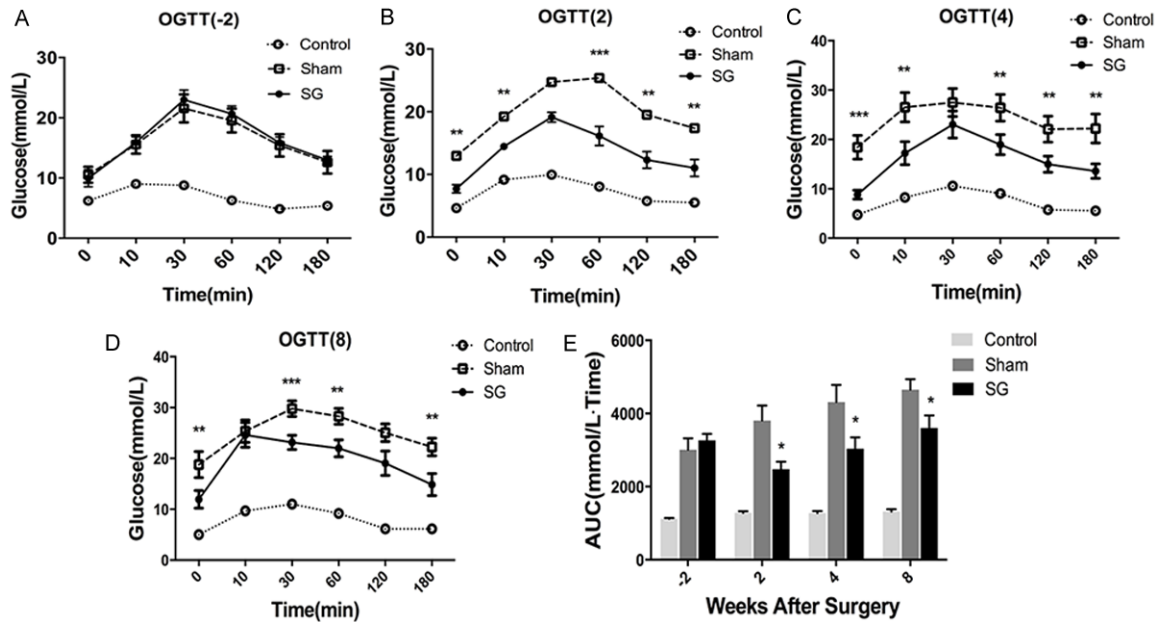 A
OGTT(-2)
Control
Sham
SG
Glucose(mmol/L)
30
20
10
0
0 10 30 60 120 180
Time(min)
B
OGTT(2)
Control
Sham
SG
Glucose(mmol/L)
30
20
10
0
** ** *** ** **
0 10 30 60 120 180
Time(min)
C
OGTT(4)
Control
Sham
SG
Glucose(mmol/L)
40
30
20
10
0
*** ** ** ** **
0 10 30 60 120 180
Time(min)
D
OGTT(8)
Control
Sham
SG
Glucose(mmol/L)
40
30
20
10
0
** *** ** **
0 10 30 60 120 180
Time(min)
E
Control
Sham
SG
AUC(mmol/L·Time)
6000
4000
2000
0
* * *
-2 2 4 8
Weeks After Surgery